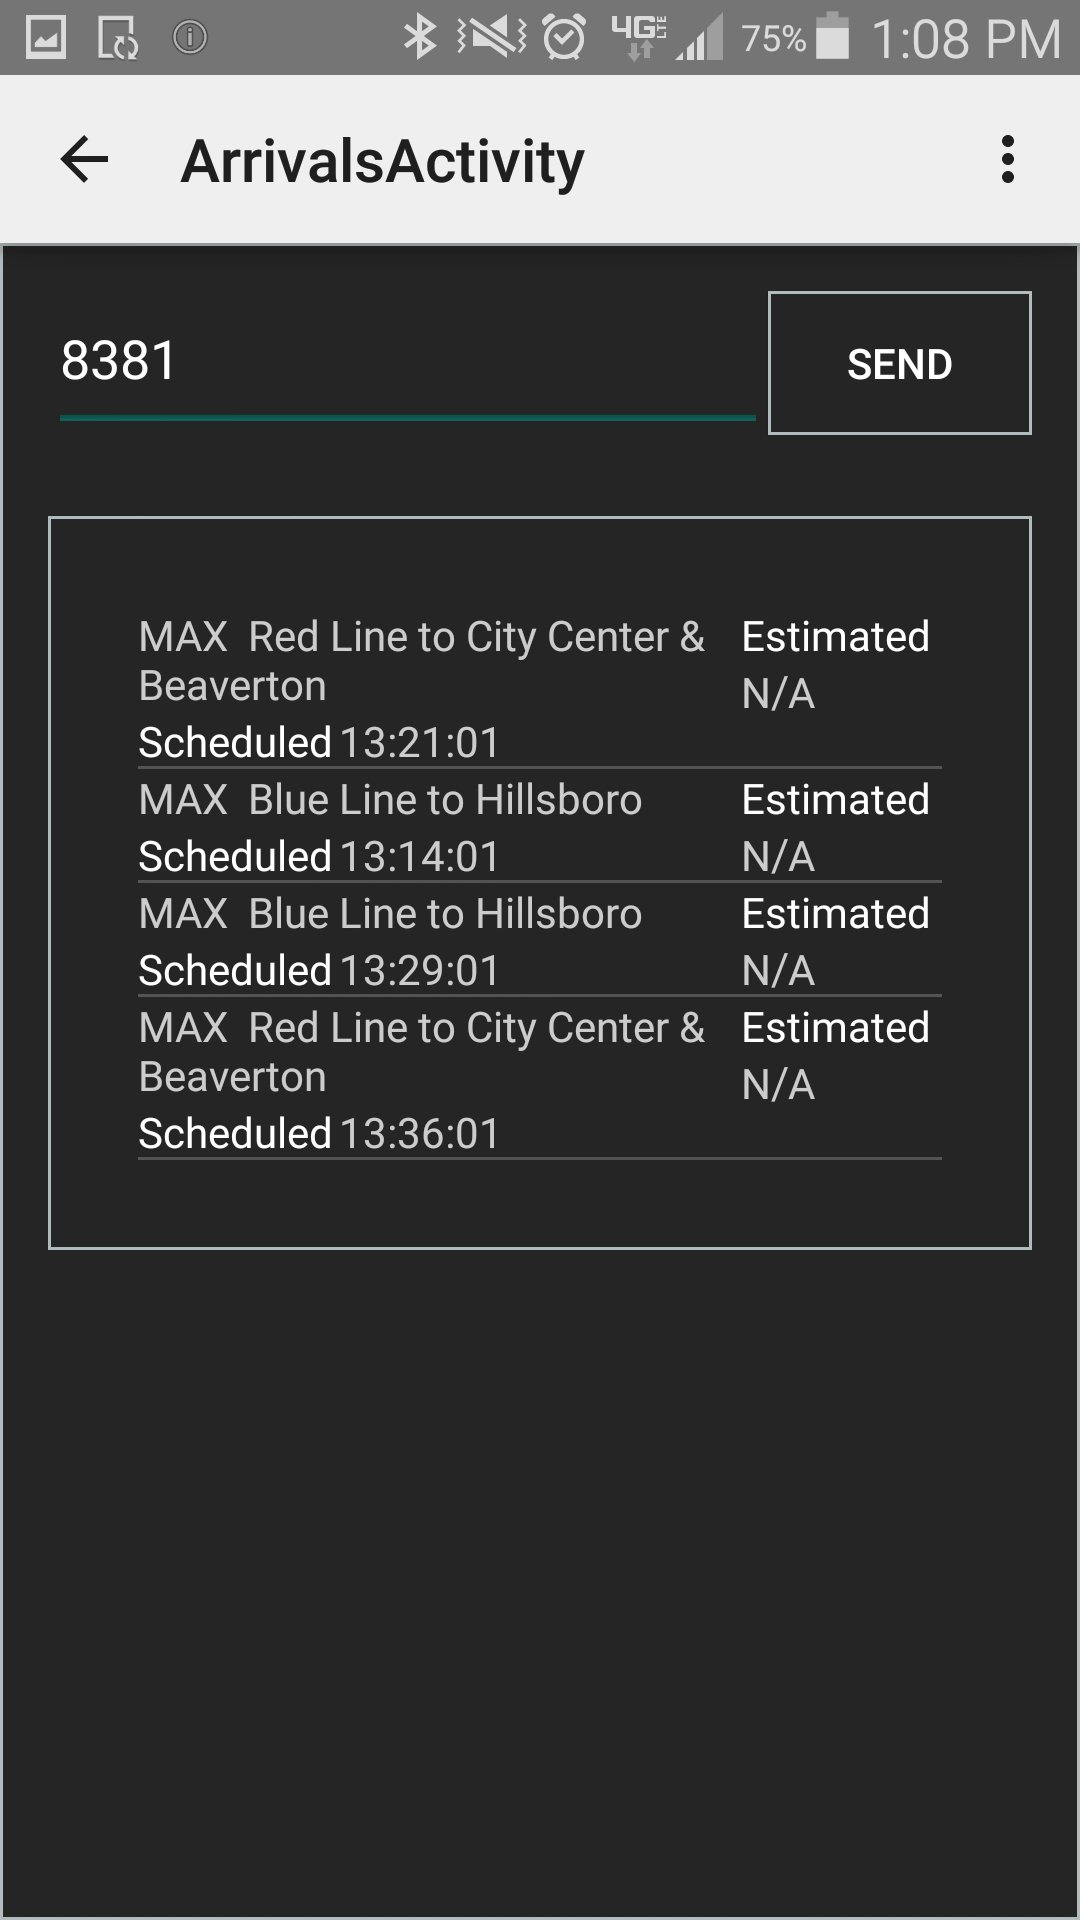 4G LTE 75% 1:08 PM
ArrivalsActivity
8381
SEND
MAX  Red Line to City Center & Beaverton
Estimated
N/A
Scheduled 13:21:01
MAX  Blue Line to Hillsboro
Estimated
Scheduled 13:14:01
N/A
MAX  Blue Line to Hillsboro
Estimated
Scheduled 13:29:01
N/A
MAX  Red Line to City Center &
Beaverton
Estimated
N/A
Scheduled 13:36:01